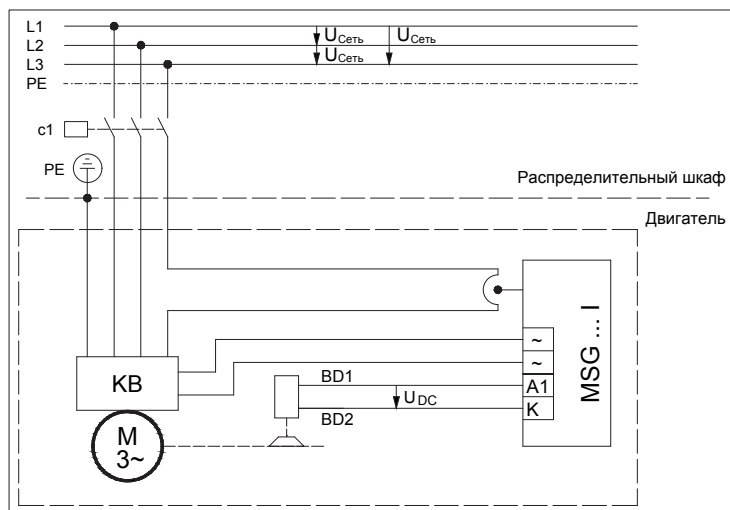 L1
U Сеть
U Сеть
L2
U Сеть
L3
PE
c1
PE
Распределительный шкаф
Двигатель
MSG ... I
~
~
KB
BD1
A1
U DC
K
BD2
M
3~